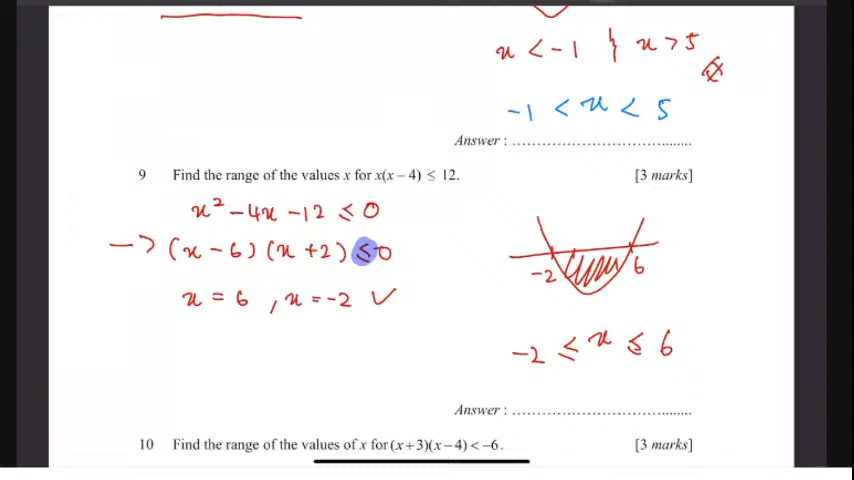 x < -1 } x > 5
-1 < x < 5
Answer : ....................................
9 Find the range of the values x for x(x – 4) ≤ 12. [3 marks]
x² - 4x - 12 ≤ 0
→ (x - 6) (x + 2) ≤ 0
-2 6
x = 6 , x = -2 ✓
-2 ≤ x ≤ 6
Answer : ....................................
10 Find the range of the values of x for (x + 3)(x – 4) < –6. [3 marks]